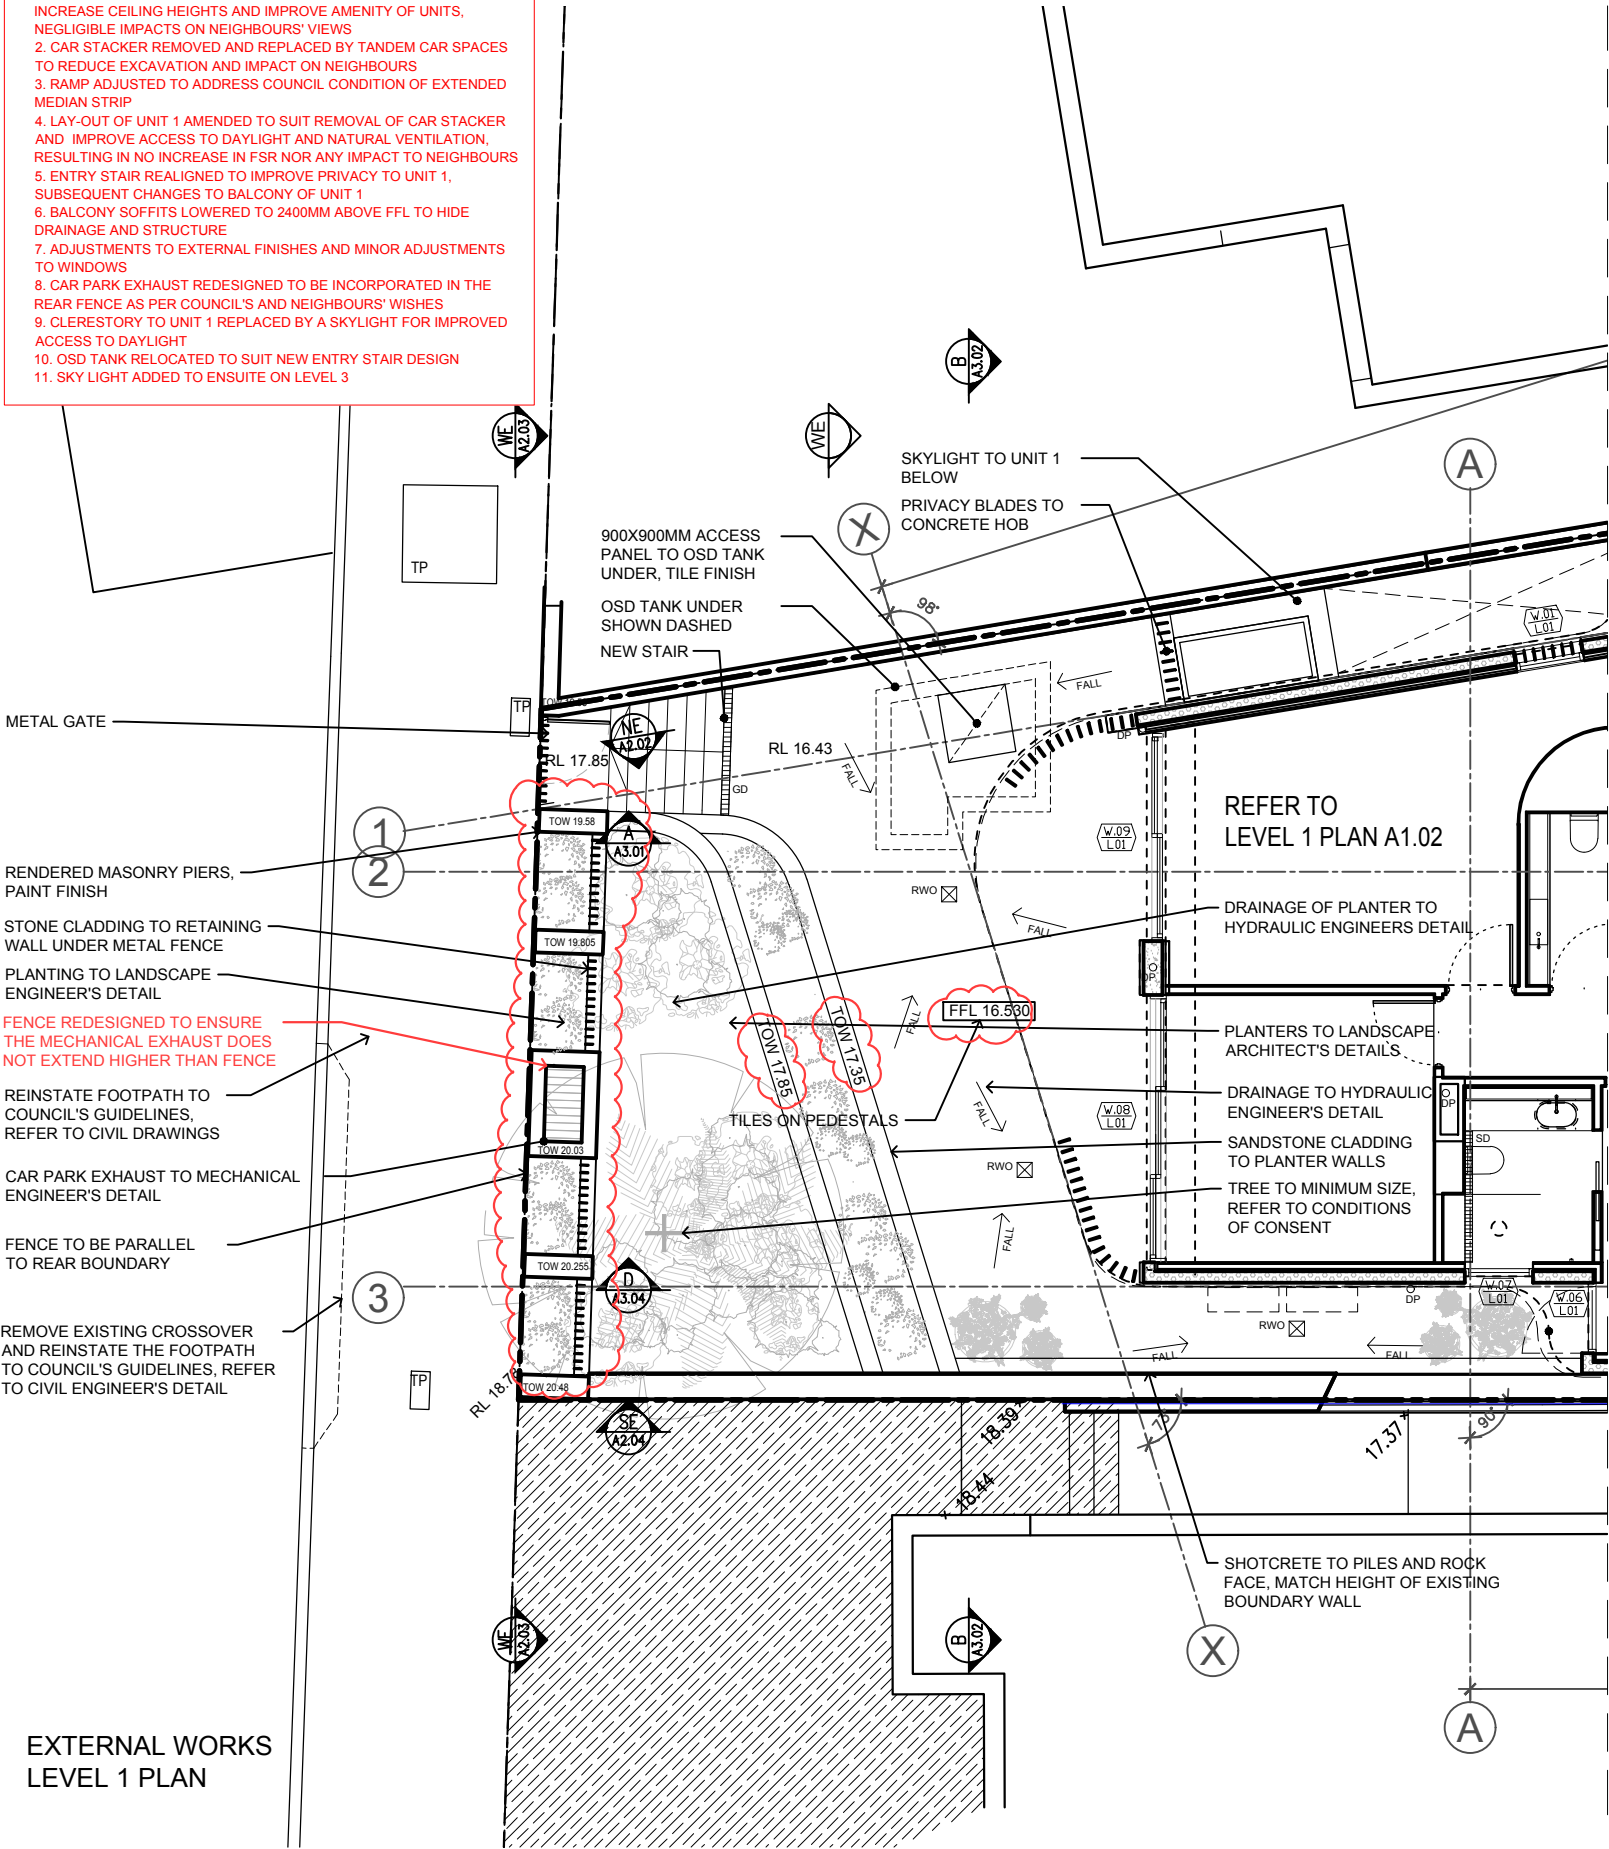 INCREASE CEILING HEIGHTS AND IMPROVE AMENITY OF UNITS,
NEGLIGIBLE IMPACTS ON NEIGHBOURS' VIEWS
2. CAR STACKER REMOVED AND REPLACED BY TANDEM CAR SPACES
TO REDUCE EXCAVATION AND IMPACT ON NEIGHBOURS
3. RAMP ADJUSTED TO ADDRESS COUNCIL CONDITION OF EXTENDED
MEDIAN STRIP
4. LAY-OUT OF UNIT 1 AMENDED TO SUIT REMOVAL OF CAR STACKER
AND IMPROVE ACCESS TO DAYLIGHT AND NATURAL VENTILATION,
RESULTING IN NO INCREASE IN FSR NOR ANY IMPACT TO NEIGHBOURS
5. ENTRY STAIR REALIGNED TO IMPROVE PRIVACY TO UNIT 1,
SUBSEQUENT CHANGES TO BALCONY OF UNIT 1
6. BALCONY SOFFITS LOWERED TO 2400MM ABOVE FFL TO HIDE
DRAINAGE AND STRUCTURE
7. ADJUSTMENTS TO EXTERNAL FINISHES AND MINOR ADJUSTMENTS
TO WINDOWS
8. CAR PARK EXHAUST REDESIGNED TO BE INCORPORATED IN THE
REAR FENCE AS PER COUNCIL'S AND NEIGHBOURS' WISHES
9. CLERESTORY TO UNIT 1 REPLACED BY A SKYLIGHT FOR IMPROVED
ACCESS TO DAYLIGHT
10. OSD TANK RELOCATED TO SUIT NEW ENTRY STAIR DESIGN
11. SKY LIGHT ADDED TO ENSUITE ON LEVEL 3
B
A3.02
WE
A2.03
WE
SKYLIGHT TO UNIT 1
BELOW
A
PRIVACY BLADES TO
CONCRETE HOB
X
900X900MM ACCESS
PANEL TO OSD TANK
UNDER, TILE FINISH
TP
98°
OSD TANK UNDER
SHOWN DASHED
W.01
L01
NEW STAIR
FALL
TP
METAL GATE
NE
A2.02
RL 16.43
DP
RL 17.85
FALL
GD
REFER TO
LEVEL 1 PLAN A1.02
1
TOW 19.58
A
A3.01
W.09
L01
2
RENDERED MASONRY PIERS,
PAINT FINISH
RWO
STONE CLADDING TO RETAINING
WALL UNDER METAL FENCE
TOW 19.805
FALL
DRAINAGE OF PLANTER TO
HYDRAULIC ENGINEERS DETAIL
PLANTING TO LANDSCAPE
ENGINEER'S DETAIL
DP
FENCE REDESIGNED TO ENSURE
THE MECHANICAL EXHAUST DOES
NOT EXTEND HIGHER THAN FENCE
TOW 17.85
TOW 17.35
FALL
FFL 16.530
PLANTERS TO LANDSCAPE
ARCHITECT'S DETAILS
REINSTATE FOOTPATH TO
COUNCIL'S GUIDELINES,
REFER TO CIVIL DRAWINGS
TILES ON PEDESTALS
FALL
W.08
L01
DRAINAGE TO HYDRAULIC
ENGINEER'S DETAIL
DP
SD
SANDSTONE CLADDING
TO PLANTER WALLS
TOW 20.03
CAR PARK EXHAUST TO MECHANICAL
ENGINEER'S DETAIL
RWO
TREE TO MINIMUM SIZE,
REFER TO CONDITIONS
OF CONSENT
FENCE TO BE PARALLEL
TO REAR BOUNDARY
FALL
TOW 20.255
D
A3.04
3
DP
W.07
L01
W.06
L01
REMOVE EXISTING CROSSOVER
AND REINSTATE THE FOOTPATH
TO COUNCIL'S GUIDELINES, REFER
TO CIVIL ENGINEER'S DETAIL
RWO
FALL
FALL
TP
TOW 20.48
SE
A2.04
18.39
90°
17.37
18.44
SHOTCRETE TO PILES AND ROCK
FACE, MATCH HEIGHT OF EXISTING
BOUNDARY WALL
WE
A2.03
B
A3.02
X
A
EXTERNAL WORKS
LEVEL 1 PLAN